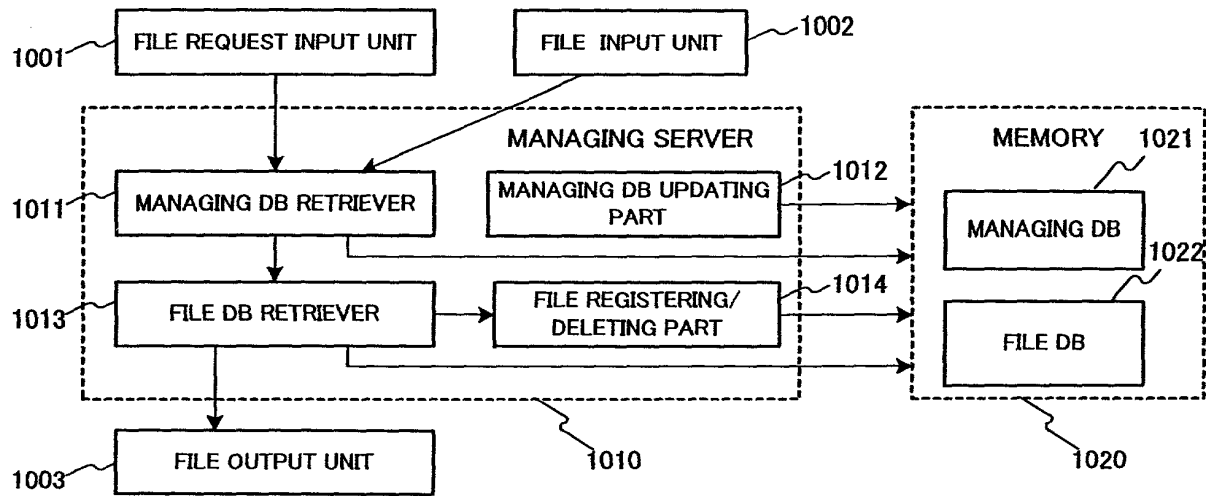 1001
FILE REQUEST INPUT UNIT
FILE INPUT UNIT
1002
MANAGING SERVER
MEMORY
1021
1011
MANAGING DB RETRIEVER
MANAGING DB UPDATING
PART
1012
MANAGING DB
1022
1013
FILE DB RETRIEVER
FILE REGISTERING/
DELETING PART
1014
FILE DB
1003
FILE OUTPUT UNIT
1010
1020